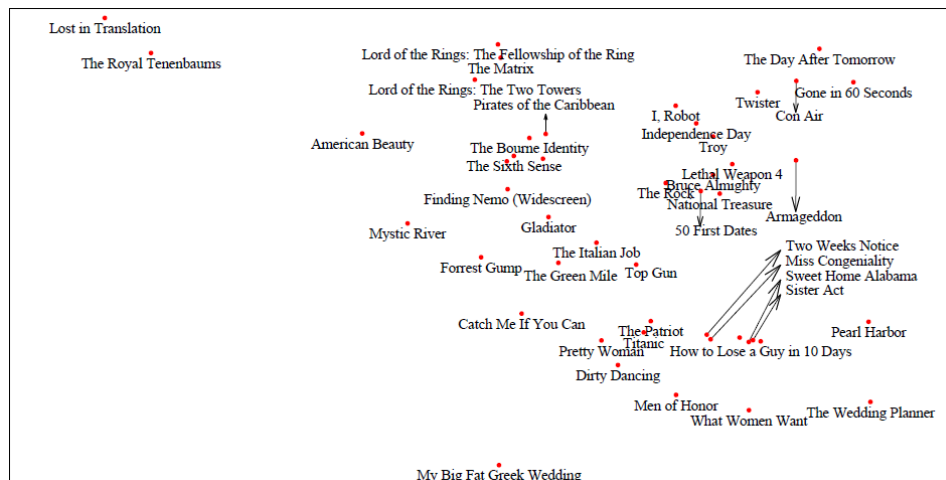 Lost in Translation
The Royal Tenenbaums
Lord of the Rings: The Fellowship of the Ring
The Matrix
The Day After Tomorrow
Lord of the Rings: The Two Towers
Gone in 60 Seconds
Pirates of the Caribbean
Twister
Con Air
I, Robot
Independence Day
American Beauty
The Bourne Identity
Troy
The Sixth Sense
Lethal Weapon 4
Bruce Almighty
The Rock
Finding Nemo (Widescreen)
National Treasure
Armageddon
Gladiator
Mystic River
50 First Dates
Two Weeks Notice
The Italian Job
Miss Congeniality
Forrest Gump
The Green Mile
Top Gun
Sweet Home Alabama
Sister Act
Catch Me If You Can
The Patriot
Pearl Harbor
Titanic
Pretty Woman
How to Lose a Guy in 10 Days
Dirty Dancing
Men of Honor
The Wedding Planner
What Women Want
My Big Fat Greek Wedding